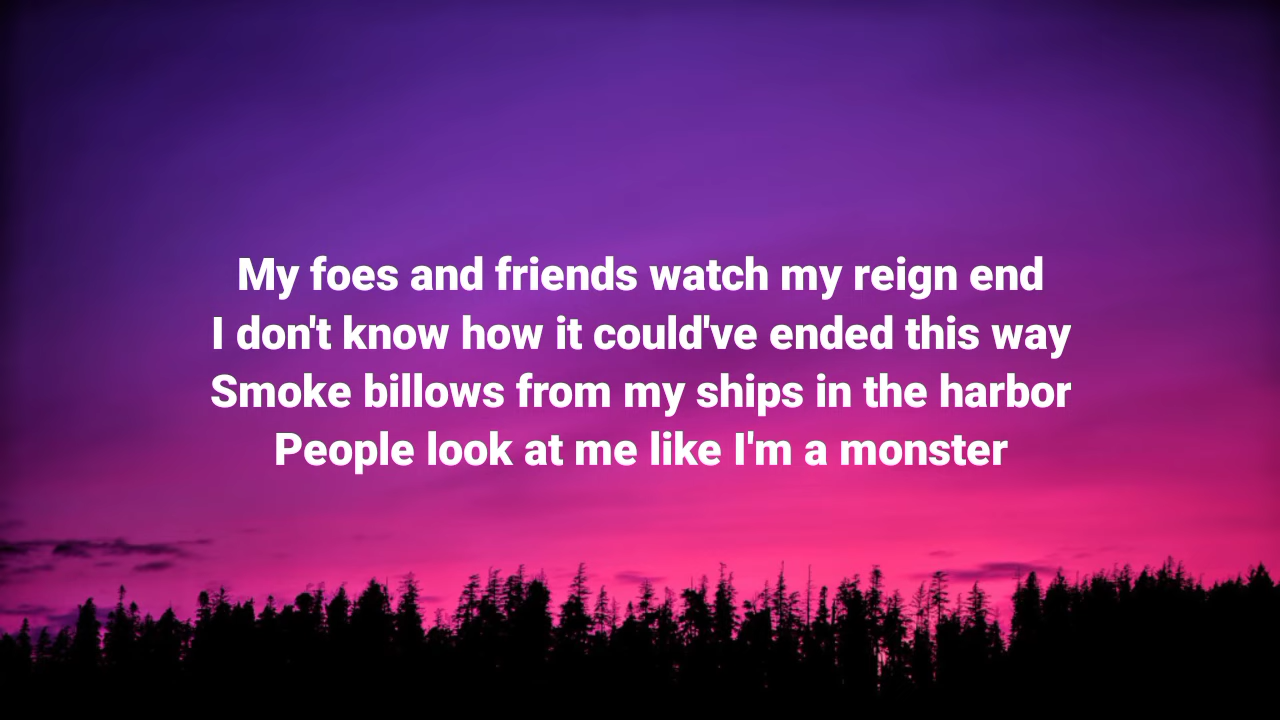 My foes and friends watch my reign end
I don't know how it could've ended this way
Smoke billows from my ships in the harbor
People look at me like I'm a monster